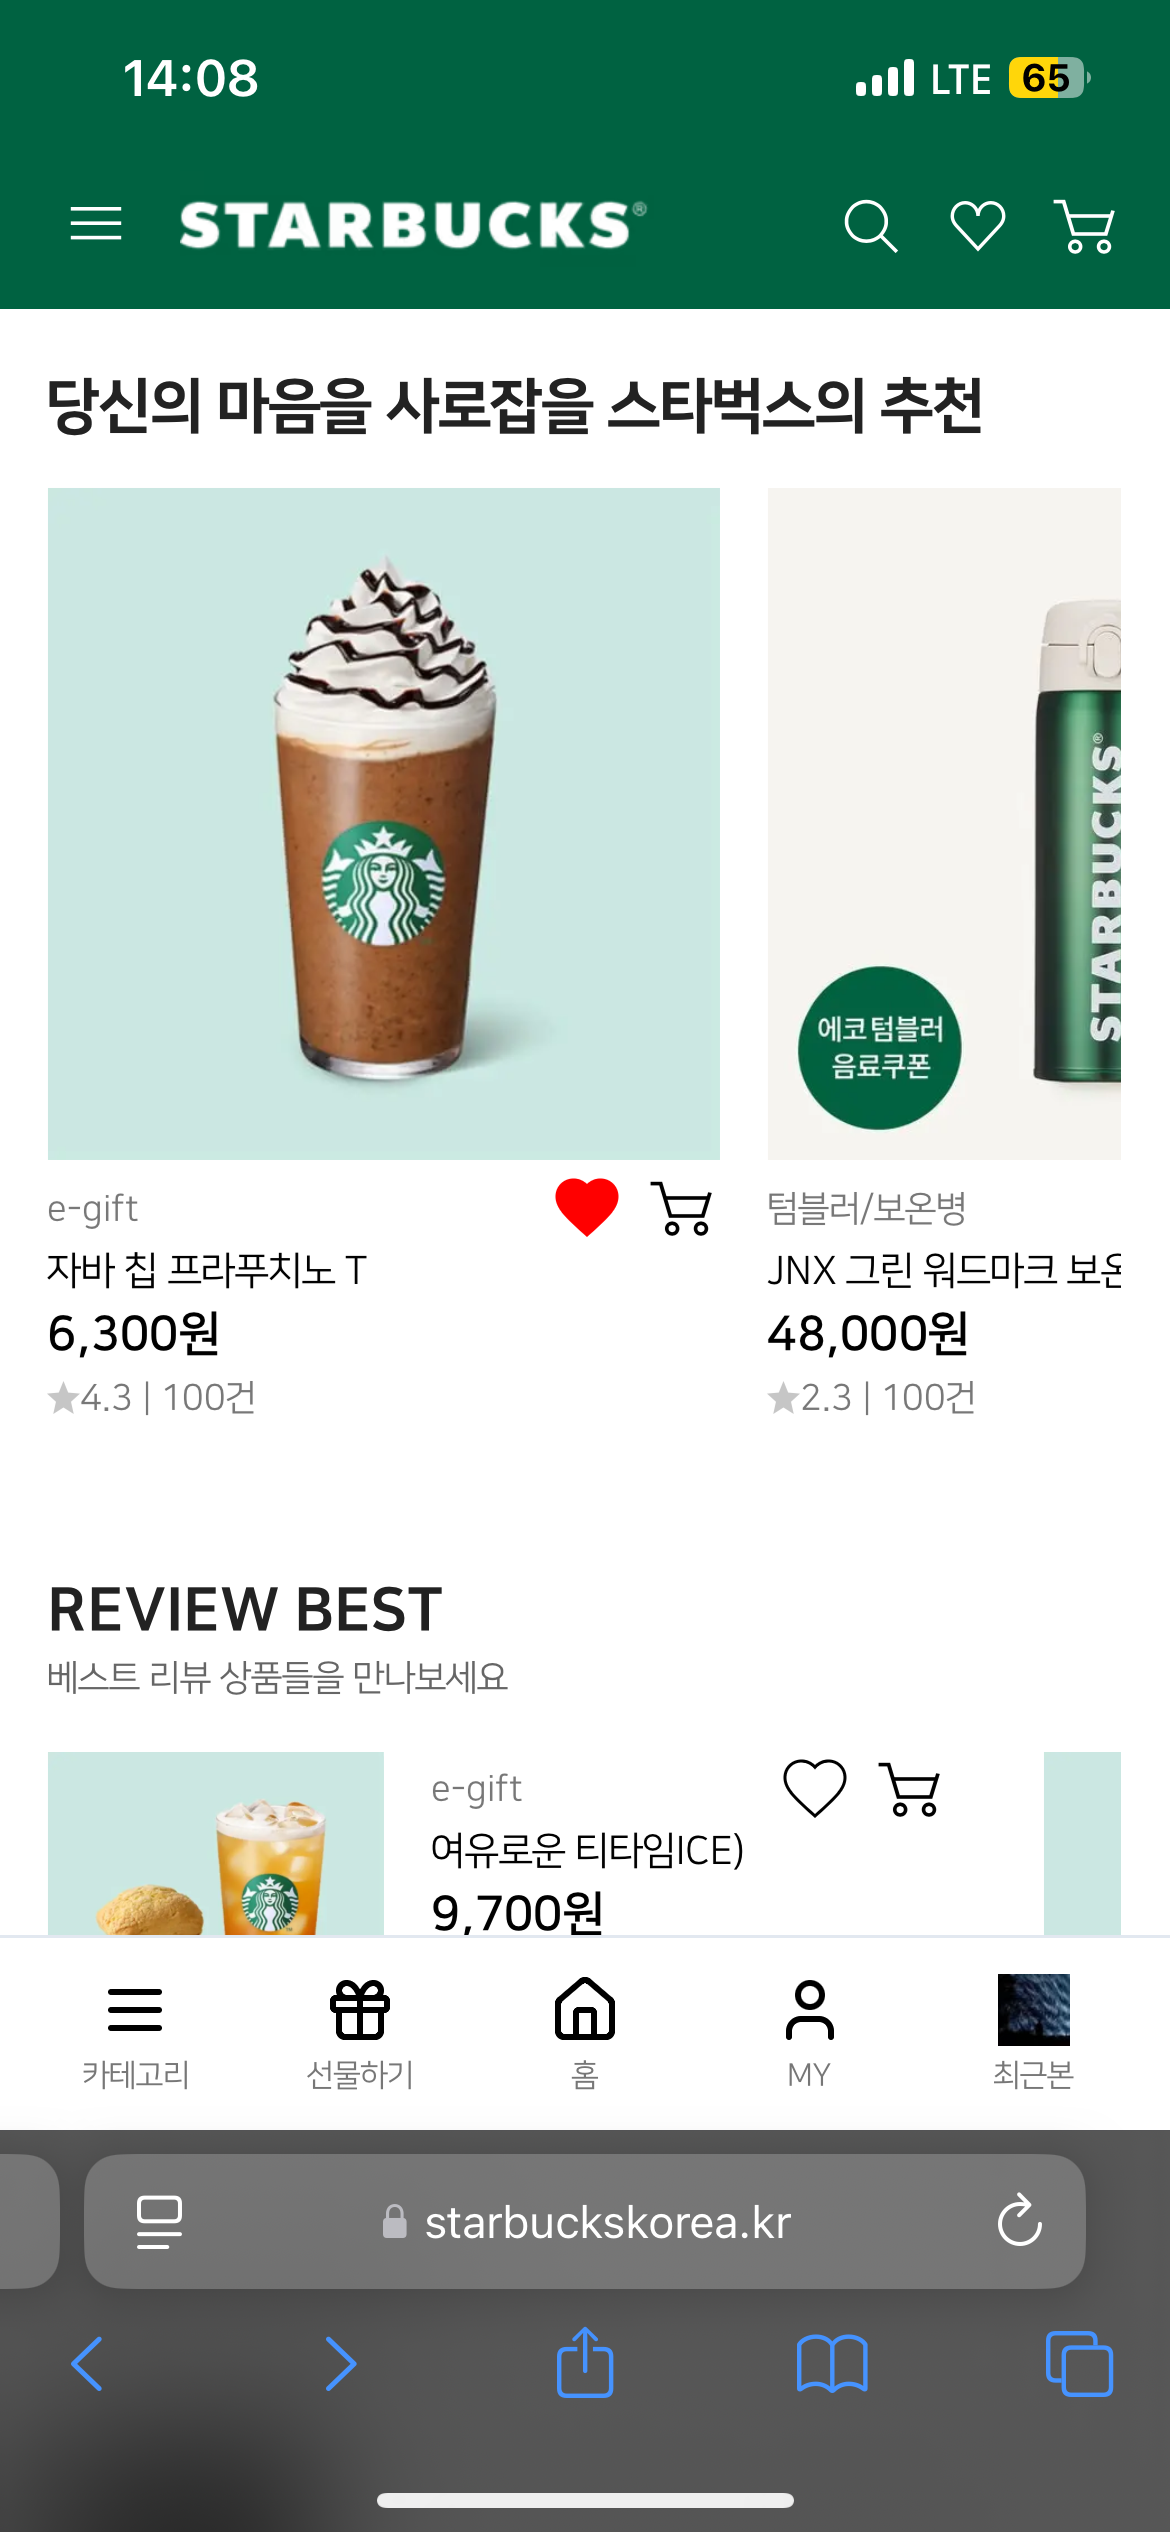 14:08
LTE 65
STARBUCKS®
당신의 마음을 사로잡을 스타벅스의 추천
STARBUCKS®
에코 텀블러
음료쿠폰
e-gift
자바 칩 프라푸치노 T
6,300원
4.3 | 100건
텀블러/보온병
JNX 그린 워드마크 보온
48,000원
2.3 | 100건
REVIEW BEST
베스트 리뷰 상품들을 만나보세요
e-gift
여유로운 티타임ICE)
9,700원
카테고리
선물하기
홈
MY
최근본
starbuckskorea.kr